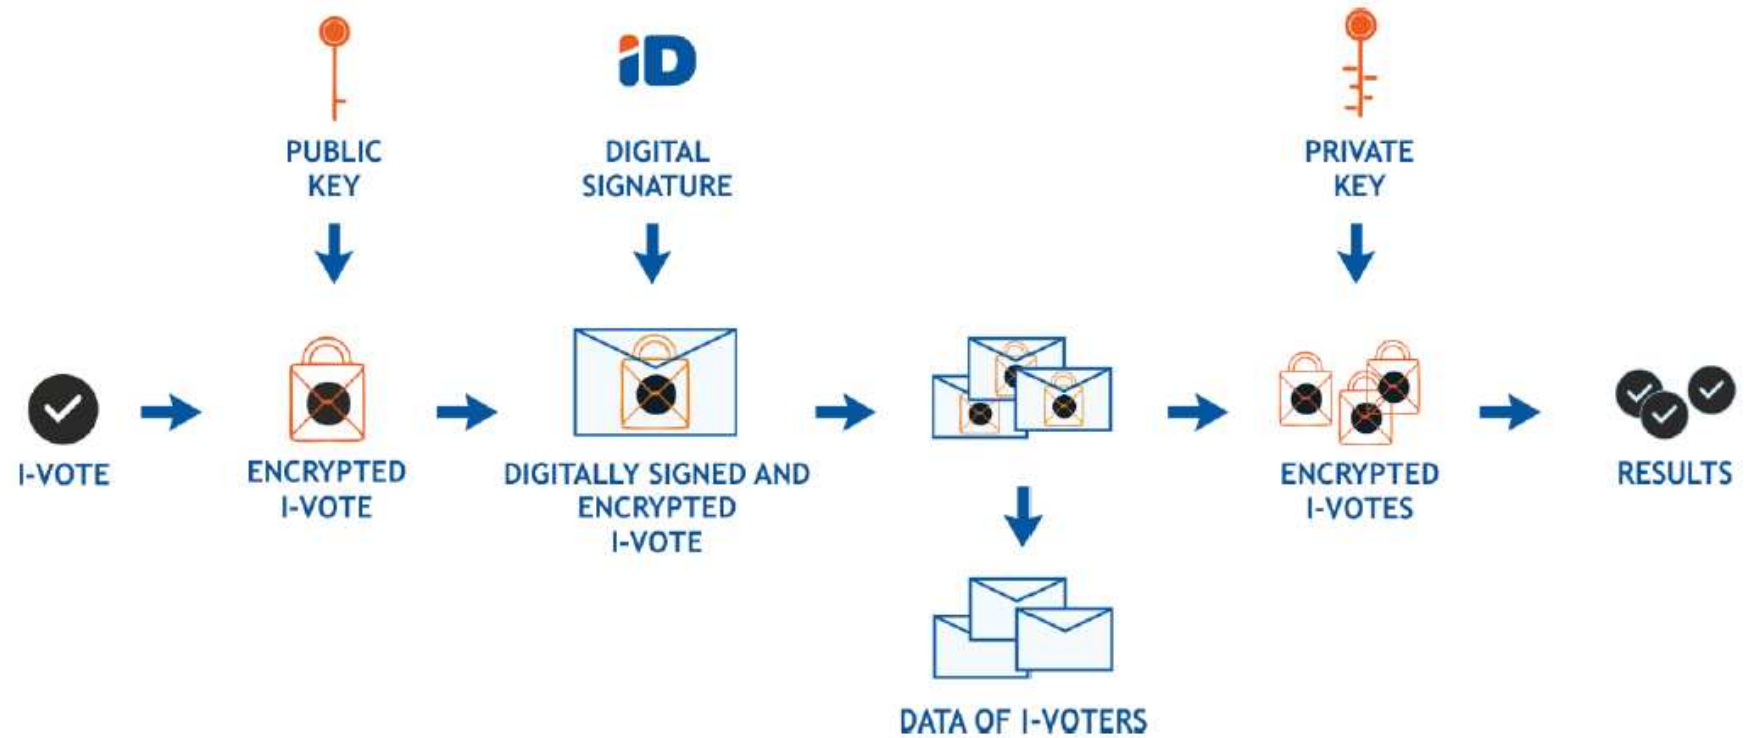 iD
PUBLIC
KEY
DIGITAL
SIGNATURE
PRIVATE
KEY
I-VOTE
ENCRYPTED
I-VOTE
DIGITALLY SIGNED AND
ENCRYPTED
I-VOTE
ENCRYPTED
I-VOTES
RESULTS
DATA OF I-VOTERS